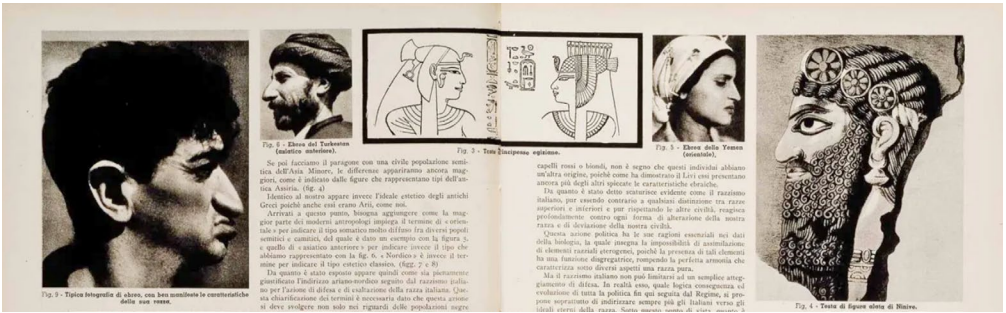 Fig. 6 - Ebreo del Turkestan
(asiatico anteriore).
Fig. 3 - Teste principesse egiziane.
Fig. 5 - Ebrea dello Yemen
(orientale).
Fig. 9 - Tipica fotografia di ebreo, con ben manifeste le caratteristiche
della sua razza.
Se poi facciamo il paragone con una civile popolazione semi-
tica dell'Asia Minore, le differenze appariranno ancora mag-
giori, come è indicato dalle figure che rappresentano tipi dell'an-
tica Assiria. (fig. 4)
Identico al nostro appare invece l'ideale estetico degli antichi
Greci poichè anche essi erano Arii, come noi.
Arrivati a questo punto, bisogna aggiungere come la mag-
gior parte dei moderni antropologi impiega il termine di « orien-
tale » per indicare il tipo somatico molto diffuso fra diversi popoli
semitici e camitici, del quale è dato un esempio con la figura 5,
e quello di « asiatico anteriore » per indicare invece il tipo che
abbiamo rappresentato con la fig. 6. « Nordico » è invece il ter-
mine per indicare il tipo estetico classico. (figg. 7 e 8)
Da quanto è stato esposto appare quindi come sia pienamente
giustificato l'indirizzo ariano-nordico seguito dal razzismo italia-
no per l'azione di difesa e di esaltazione della razza italiana. Que-
sta chiarificazione dei termini è necessaria dato che questa azione
si deve svolgere non solo nei riguardi delle popolazioni negre
capelli rossi o biondi, non è segno che questi individui abbiano
un'altra origine, poichè come ha dimostrato il Livi essi presentano
ancora più degli altri spiccate le caratteristiche ebraiche.
Da quanto è stato detto scaturisce evidente come il razzismo
italiano, pur essendo contrario a qualsiasi distinzione tra razze
superiori e inferiori e pur rispettando le altre civiltà, reagisca
profondamente contro ogni forma di alterazione della nostra
razza e di deviazione della nostra civiltà.
Questa azione politica ha le sue ragioni essenziali nei dati
della biologia, la quale insegna la impossibilità di assimilazione
di elementi razziali eterogenei, poichè la presenza di tali elementi
ha una funzione disgregatrice, rompendo la perfetta armonia che
caratterizza sotto diversi aspetti una razza pura.
Ma il razzismo italiano non può limitarsi ad un semplice atteg-
giamento di difesa. In realtà esso, quale logica conseguenza ed
evoluzione di tutta la politica fin qui seguita dal Regime, si pro-
pone soprattutto di indirizzare sempre più gli Italiani verso gli
ideali eterni della razza. Sotto questo punto di vista, quanto è
Fig. 4 - Testa di figura alata di Ninive.